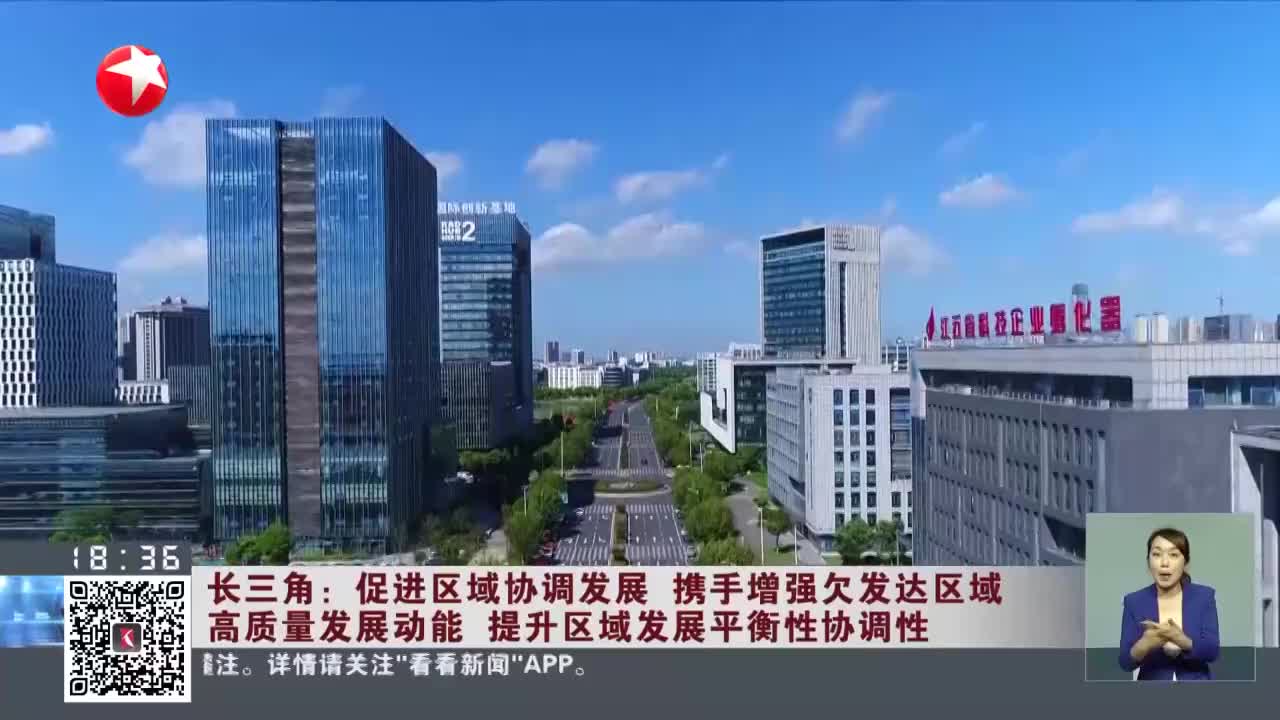 国际创新基地
2
江苏省科技企业孵化器
18:36
长三角：促进区域协调发展 携手增强欠发达区域
高质量发展动能 提升区域发展平衡性协调性
注。详情请关注"看看新闻"APP。